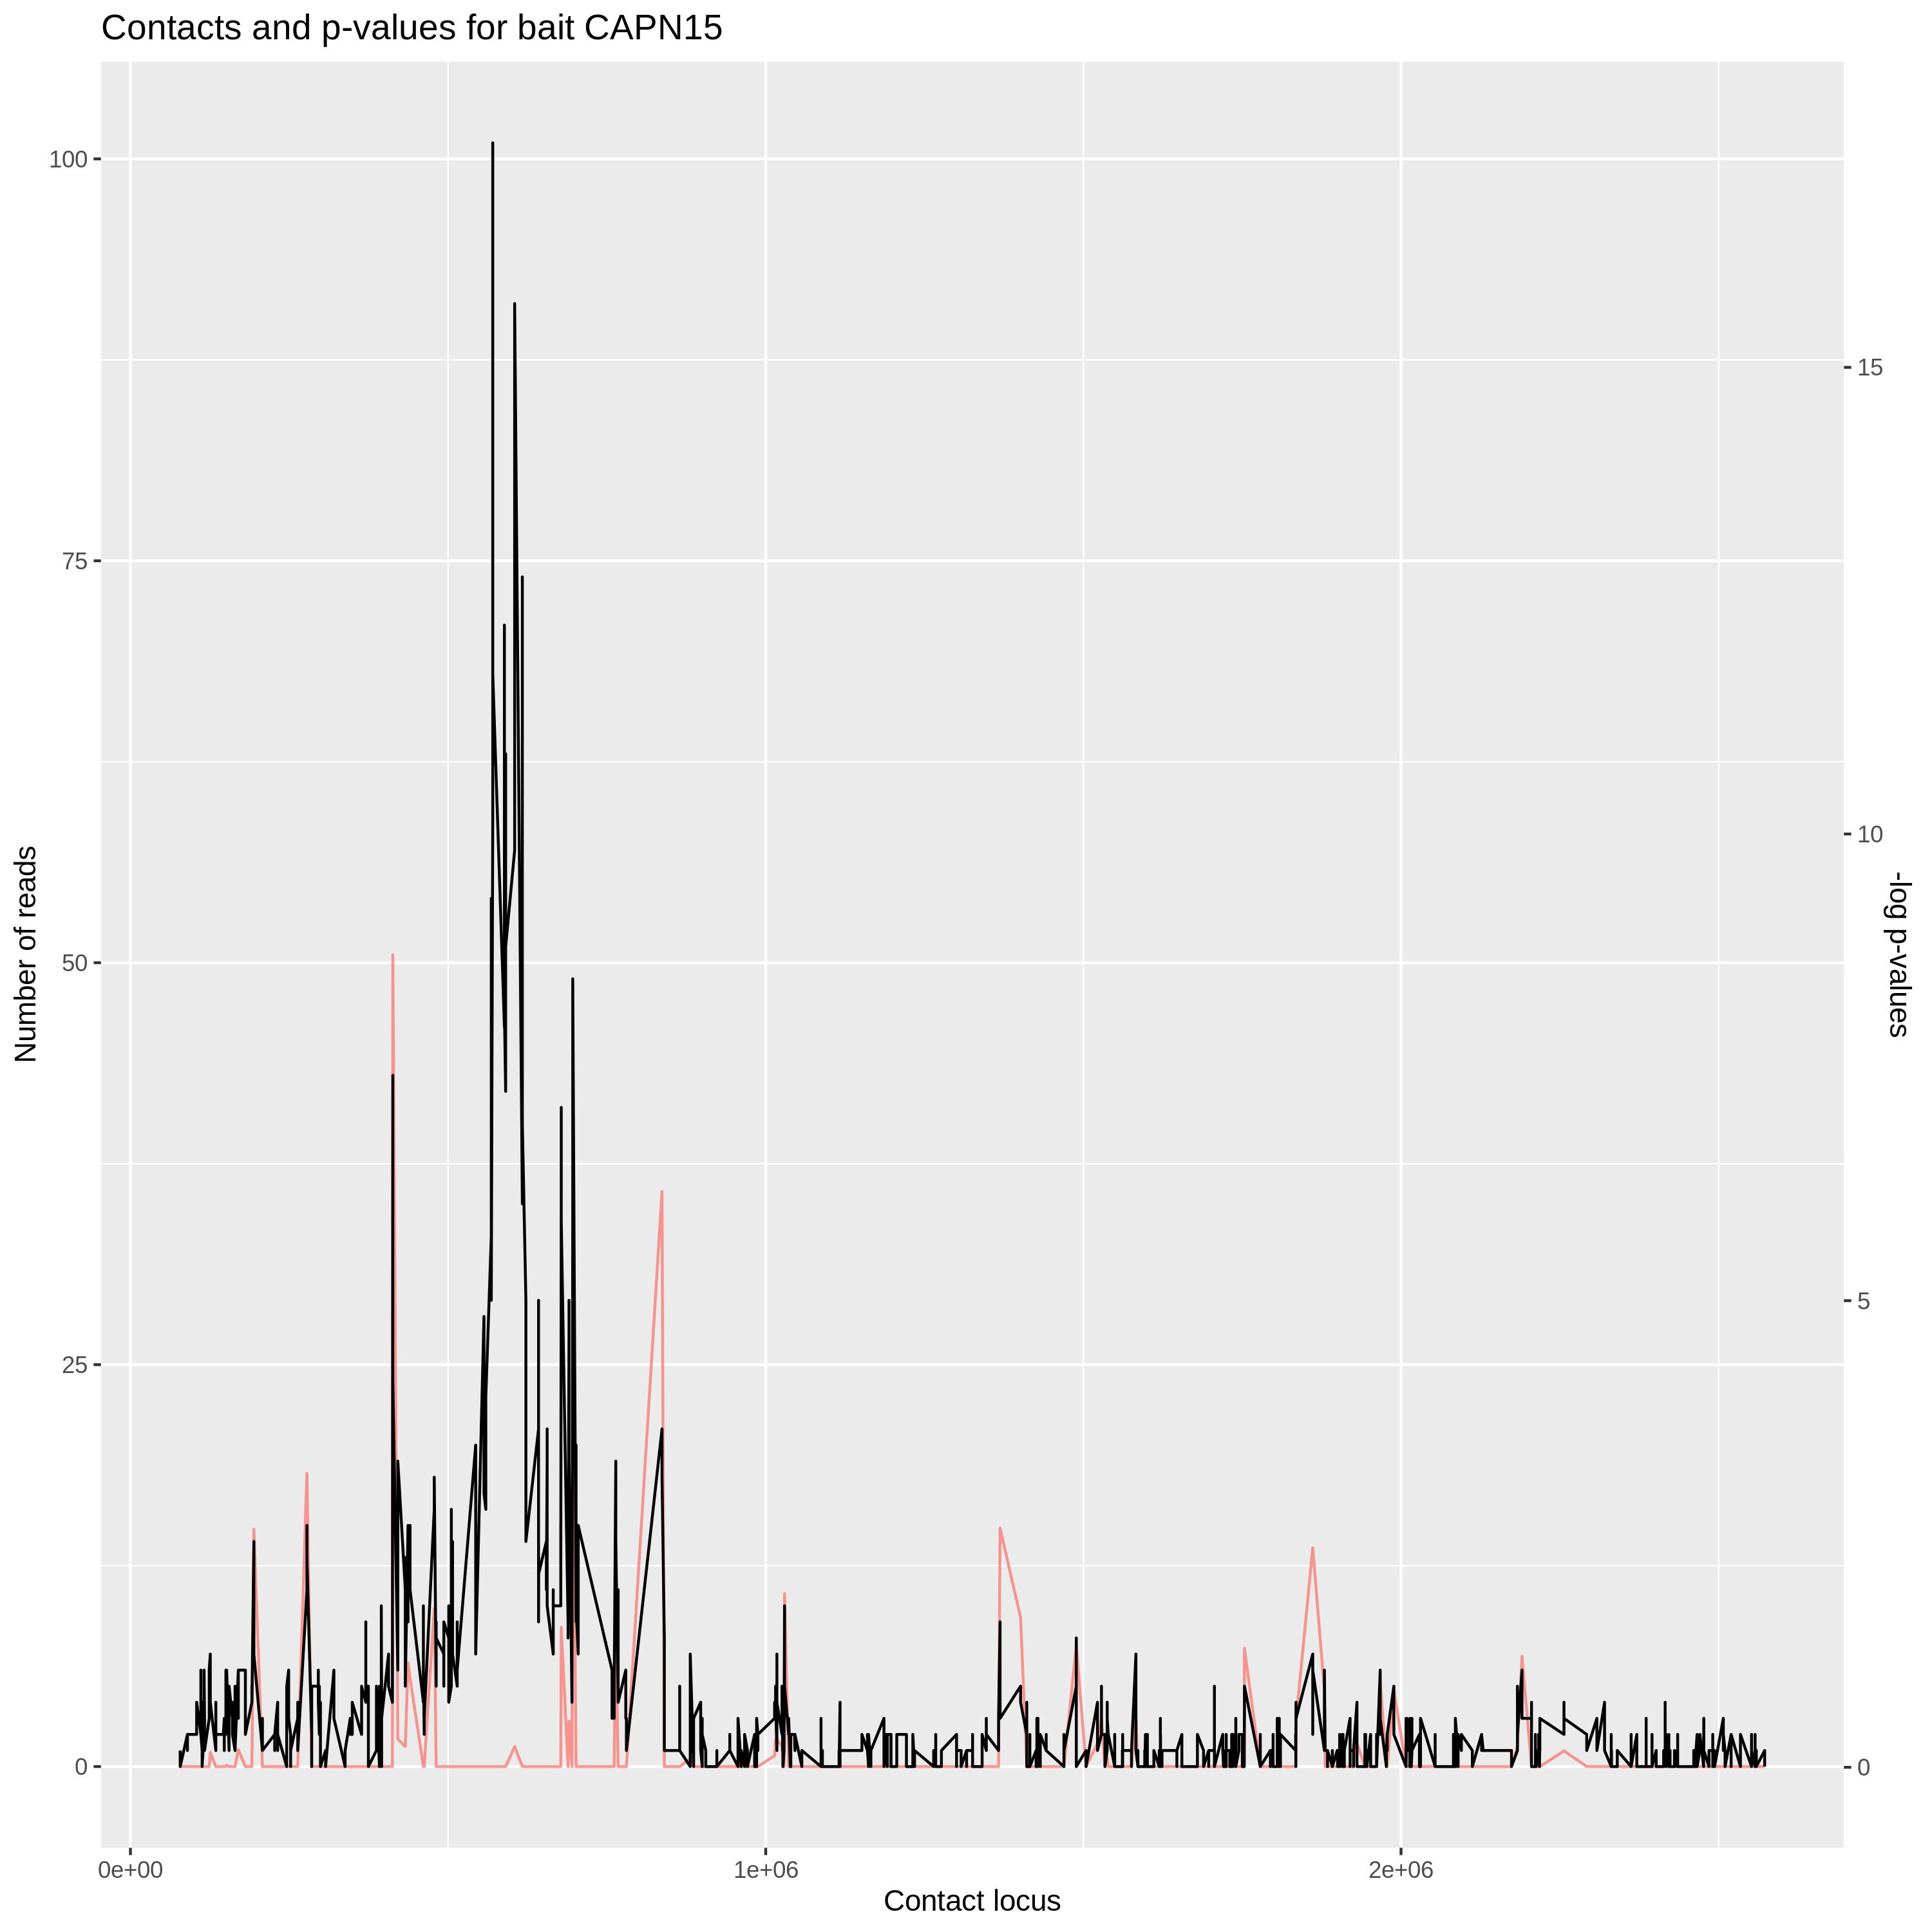 Contacts and p-values for bait CAPN15
100
75
50
25
0
Number of reads
15
10
5
0
-log p-values
0e+00
1e+06
2e+06
Contact locus